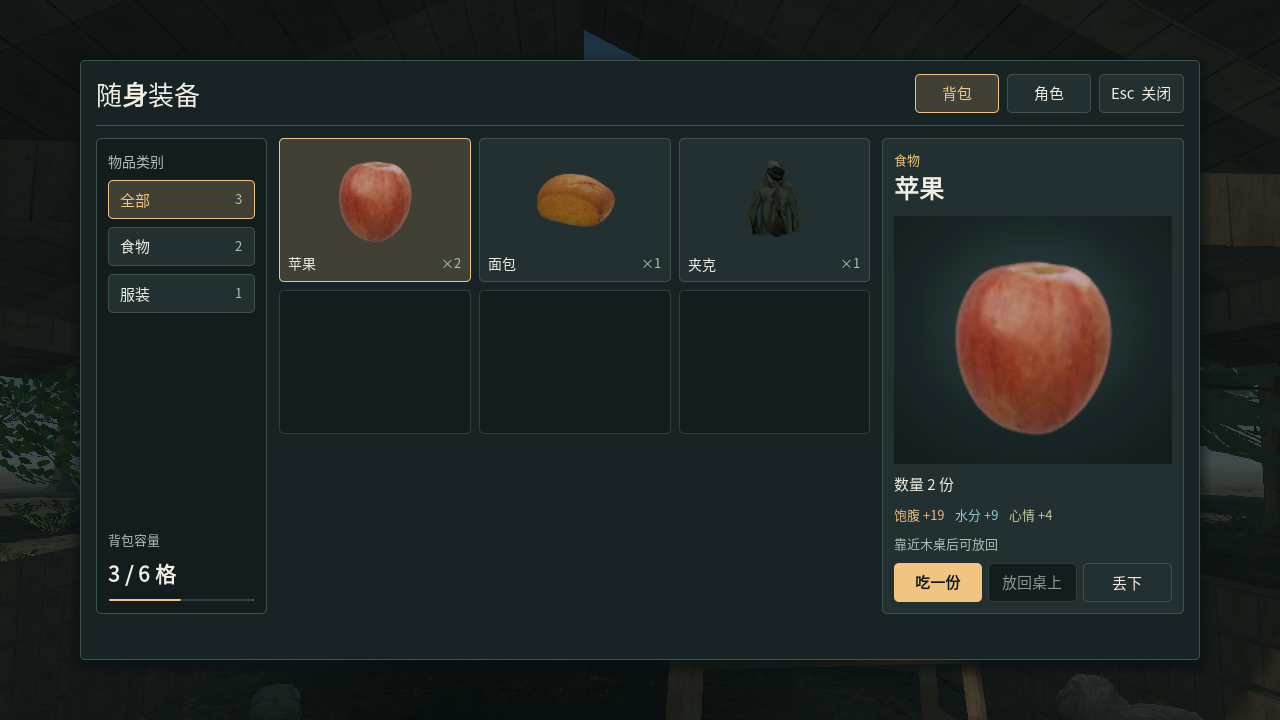 随身装备
背包
角色
Esc 关闭
物品类别
全部 3
食物 2
服装 1
背包容量
3 / 6 格
苹果 ×2
面包 ×1
夹克 ×1
食物
苹果
数量 2 份
饱腹 +19 水分 +9 心情 +4
靠近木桌后可放回
吃一份
放回桌上
丢下